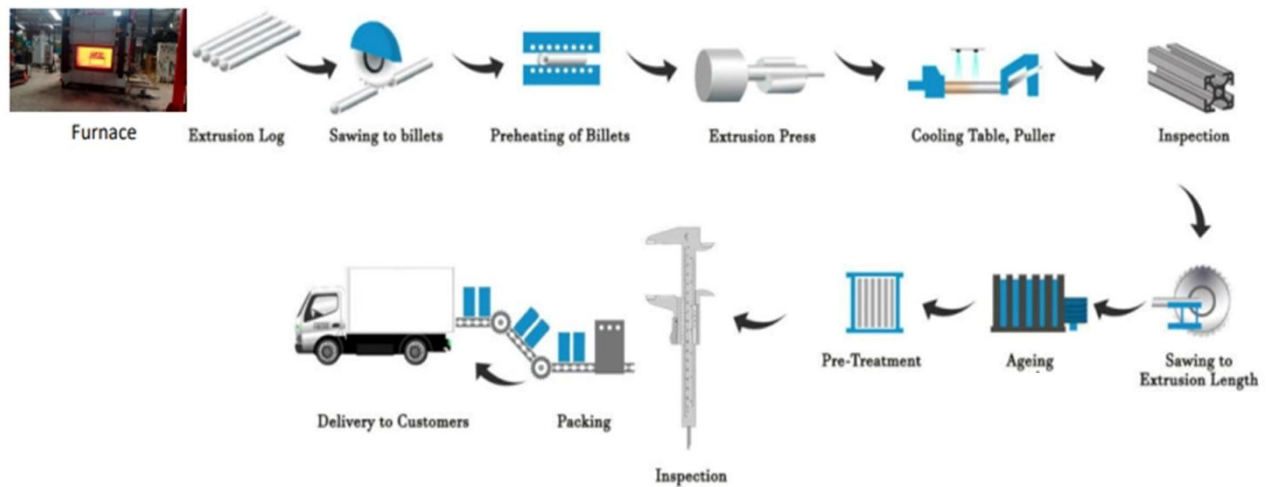 Furnace
Extrusion Log
Sawing to billets
Preheating of Billets
Extrusion Press
Cooling Table, Puller
Inspection
Sawing to
Extrusion Length
Ageing
Pre-Treatment
Inspection
Packing
Delivery to Customers